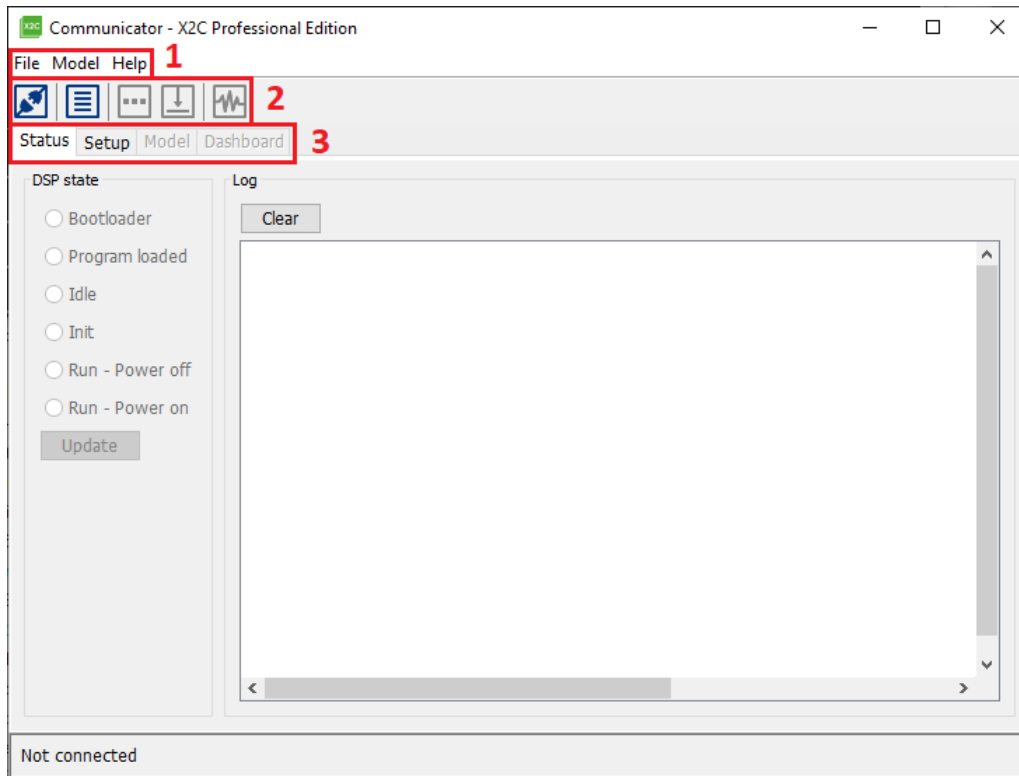 X2C Communicator - X2C Professional Edition
File Model Help 1
2
Status Setup Model Dashboard 3
DSP state
Bootloader
Program loaded
Idle
Init
Run - Power off
Run - Power on
Update
Log
Clear
Not connected